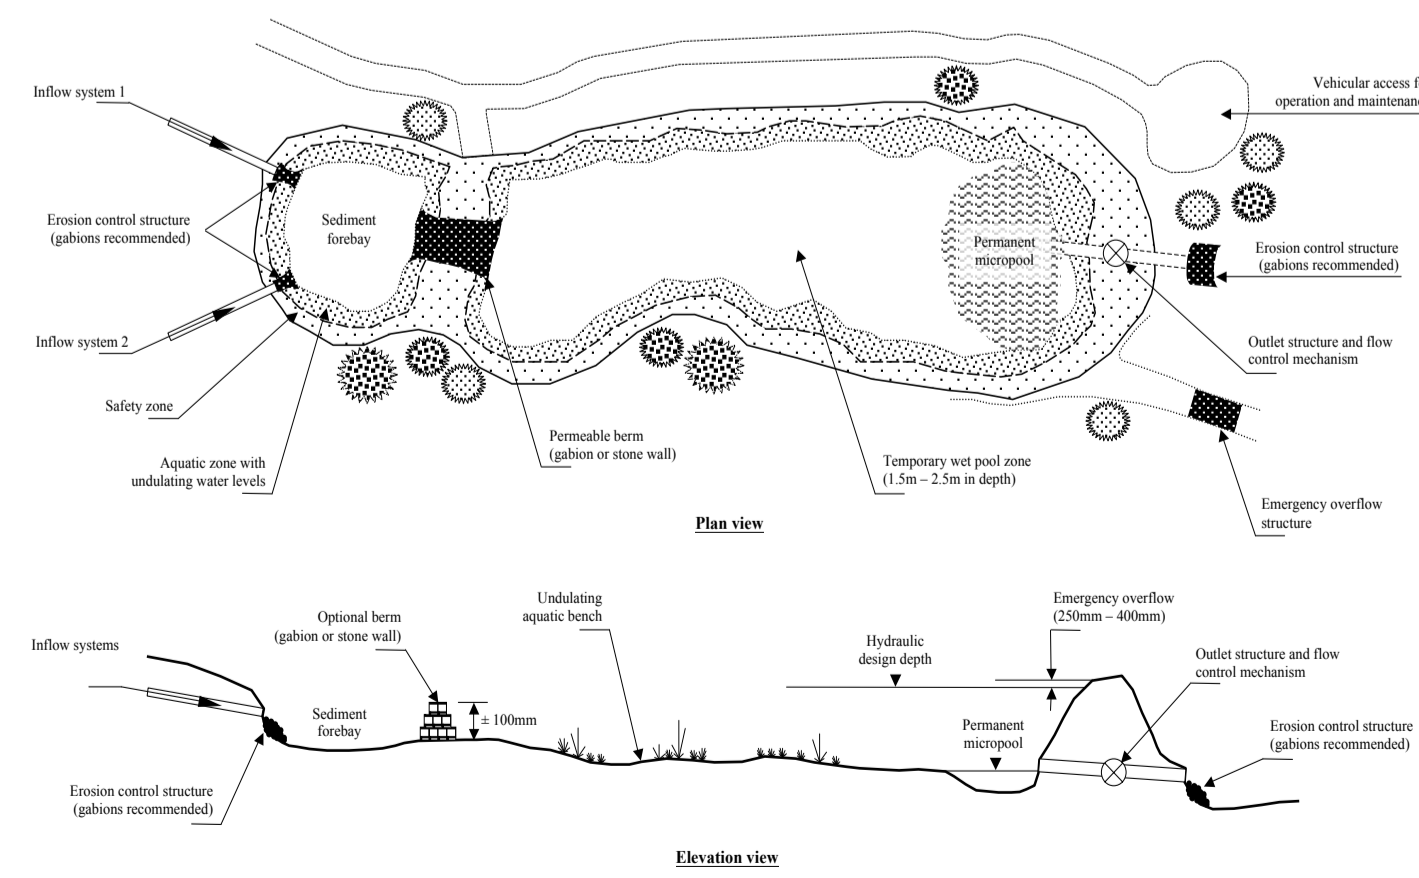 Inflow system 1
Vehicular access f
operation and maintenan
Erosion control structure
(gabions recommended)
Sediment
forebay
Permanent
micropool
Erosion control structure
(gabions recommended)
Inflow system 2
Outlet structure and flow
control mechanism
Safety zone
Permeable berm
(gabion or stone wall)
Aquatic zone with
undulating water levels
Temporary wet pool zone
(1.5m – 2.5m in depth)
Emergency overflow
structure
Plan view
Inflow systems
Optional berm
(gabion or stone wall)
Undulating
aquatic bench
Hydraulic
design depth
Emergency overflow
(250mm – 400mm)
Outlet structure and flow
control mechanism
Sediment
forebay
± 100mm
Permanent
micropool
Erosion control structure
(gabions recommended)
Erosion control structure
(gabions recommended)
Elevation view